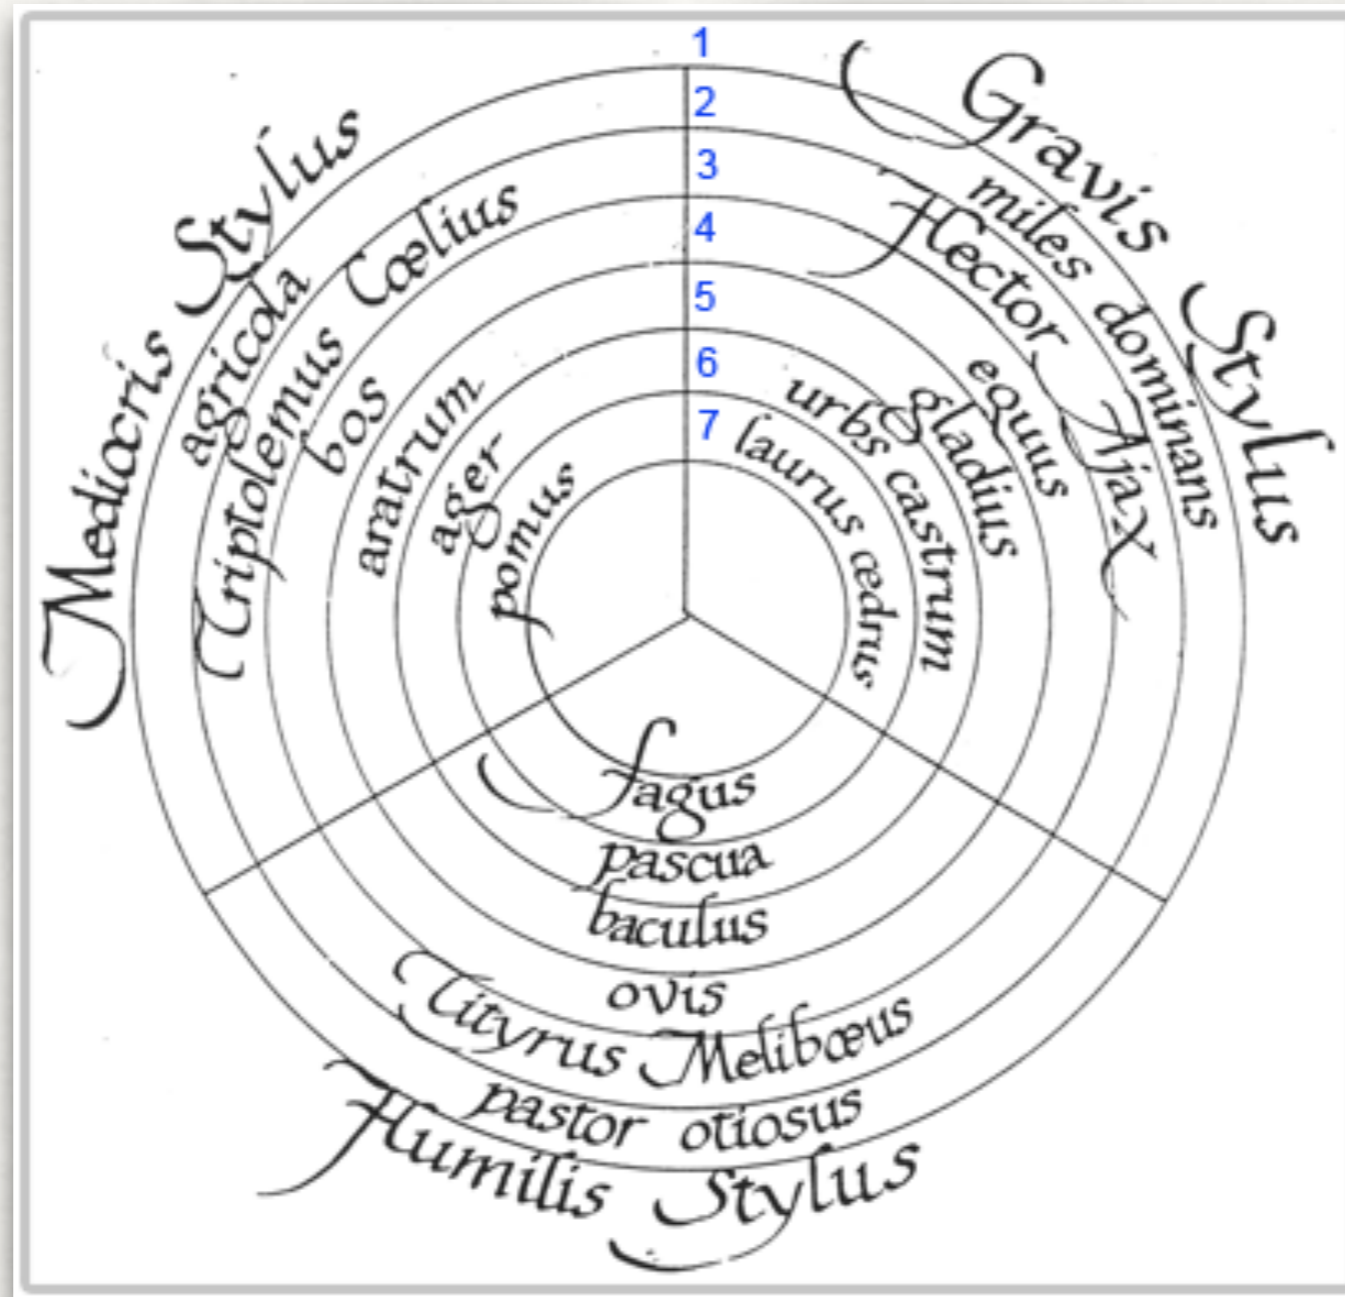 1
2
3
4
5
6
7
Gravis Stylus
miles dominans
Hector Ajax
equus
gladius
urbs castrum
laurus cedrus
Humilis Stylus
pastor otiosus
Tityrus Melibœus
ovis
baculus
pascua
fagus
Mediocris Stylus
agricola
Triptolemus Cœlius
bos
aratrum
ager
pomus